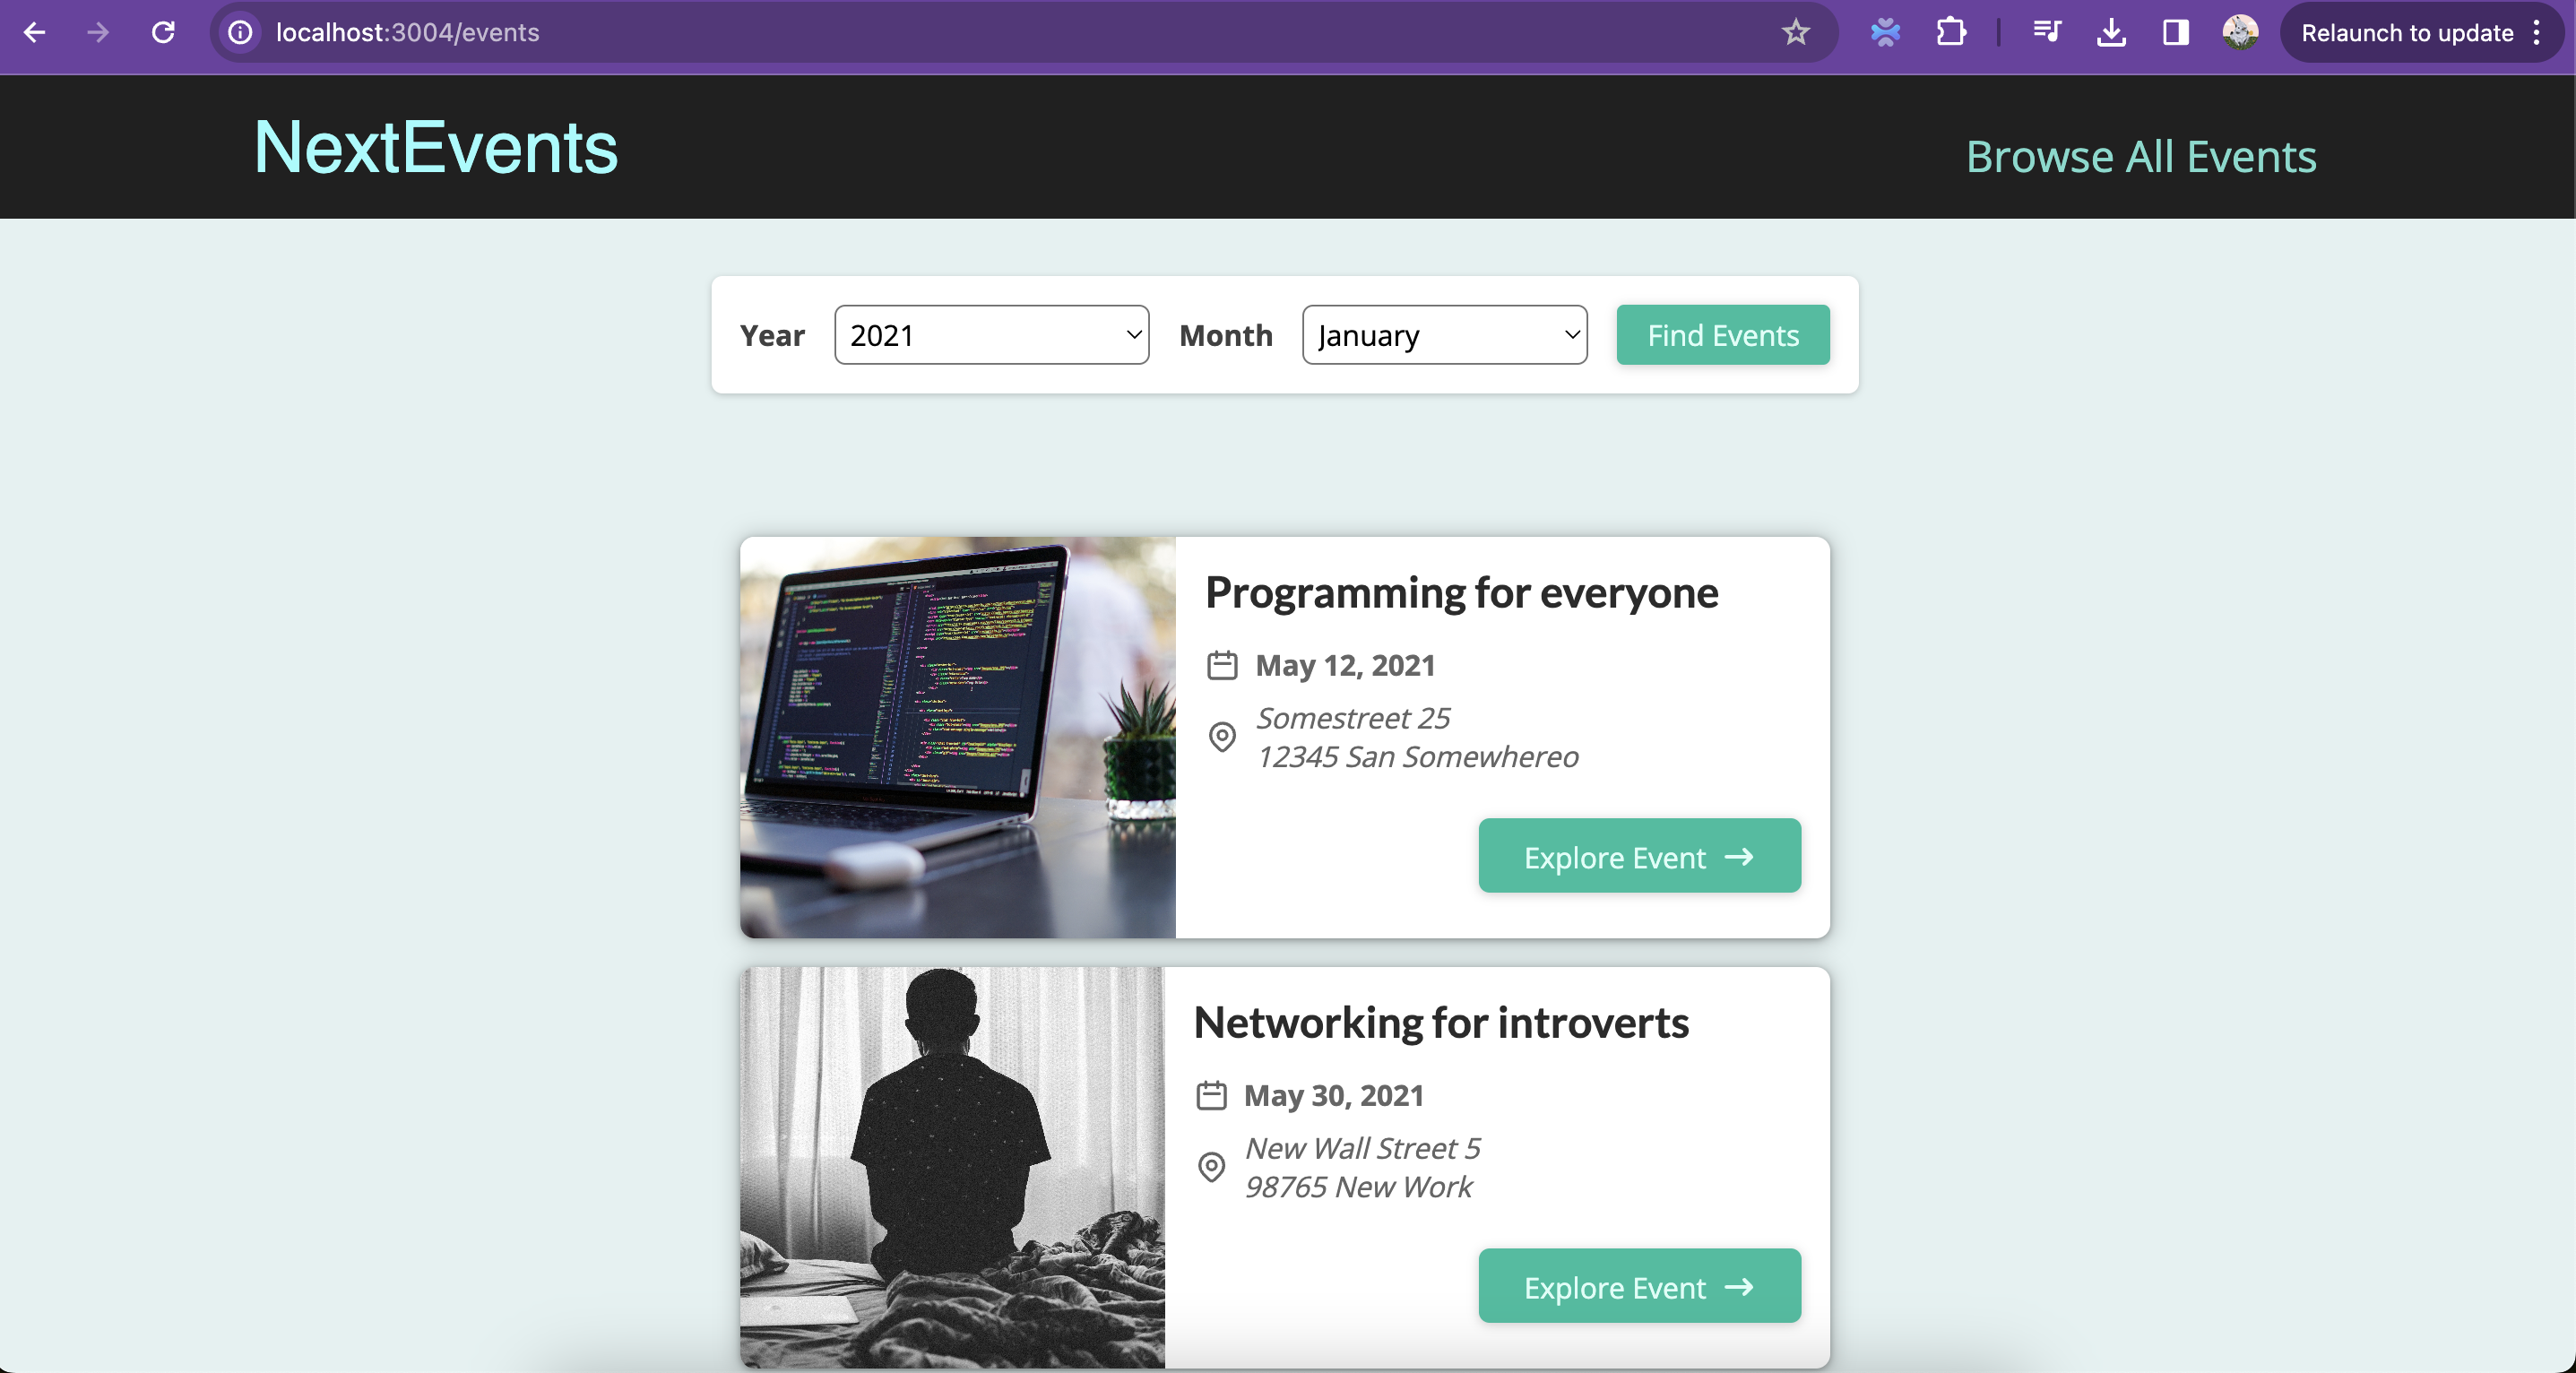 localhost:3004/events
Relaunch to update
NextEvents
Browse All Events
Year
2021
Month
January
Find Events
Programming for everyone
May 12, 2021
Somestreet 25
12345 San Somewhereo
Explore Event
Networking for introverts
May 30, 2021
New Wall Street 5
98765 New Work
Explore Event